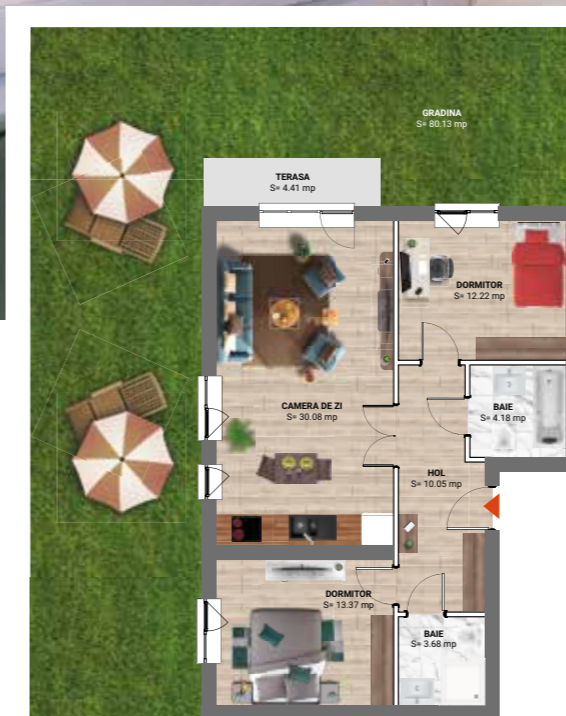 GRADINA
S= 80.13 mp
TERASA
S= 4.41 mp
DORMITOR
S= 12.22 mp
CAMERA DE ZI
S= 30.08 mp
BAIE
S= 4.18 mp
HOL
S= 10.05 mp
DORMITOR
S= 13.37 mp
BAIE
S= 3.68 mp